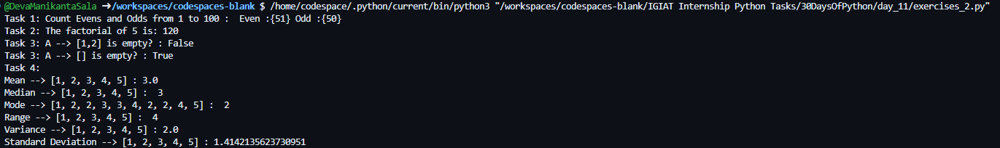 @DevaManikantaSala ➜/workspaces/codespaces-blank $ /home/codespace/.python/current/bin/python3 "/workspaces/codespaces-blank/IGIAT Internship Python Tasks/30DaysOfPython/day_11/exercises_2.py"
Task 1: Count Evens and Odds from 1 to 100 :  Even :{51} Odd :{50}
Task 2: The factorial of 5 is: 120
Task 3: A --> [1,2] is empty? : False
Task 3: A --> [] is empty? : True
Task 4:
Mean --> [1, 2, 3, 4, 5] : 3.0
Median --> [1, 2, 3, 4, 5] :  3
Mode --> [1, 2, 2, 3, 3, 4, 2, 2, 4, 5] :  2
Range --> [1, 2, 3, 4, 5] :  4
Variance --> [1, 2, 3, 4, 5] : 2.0
Standard Deviation --> [1, 2, 3, 4, 5] : 1.4142135623730951